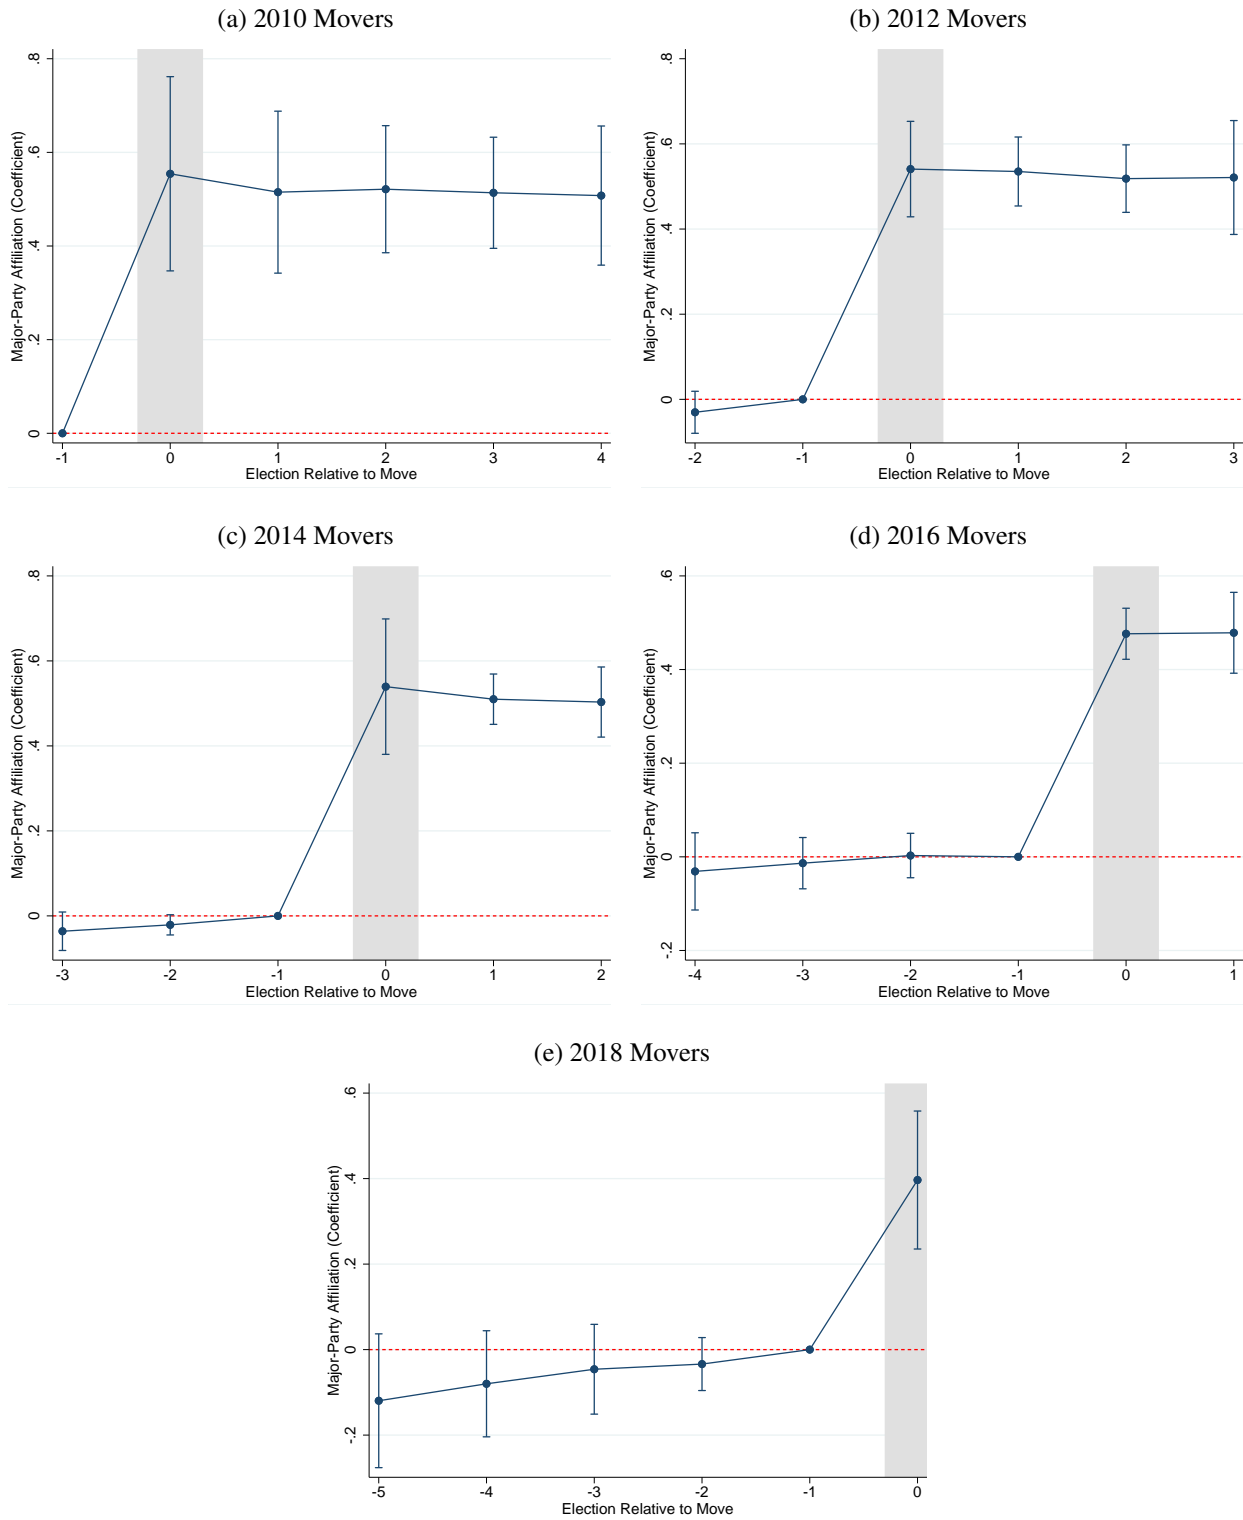 (a) 2010 Movers
Major-Party Affiliation (Coefficient)
.8
.6
.4
.2
0
-1 0 1 2 3 4
Election Relative to Move
(b) 2012 Movers
Major-Party Affiliation (Coefficient)
.8
.6
.4
.2
0
-2 -1 0 1 2 3
Election Relative to Move
(c) 2014 Movers
Major-Party Affiliation (Coefficient)
.8
.6
.4
.2
0
-3 -2 -1 0 1 2
Election Relative to Move
(d) 2016 Movers
Major-Party Affiliation (Coefficient)
.6
.4
.2
0
-.2
-4 -3 -2 -1 0 1
Election Relative to Move
(e) 2018 Movers
Major-Party Affiliation (Coefficient)
.6
.4
.2
0
-.2
-5 -4 -3 -2 -1 0
Election Relative to Move